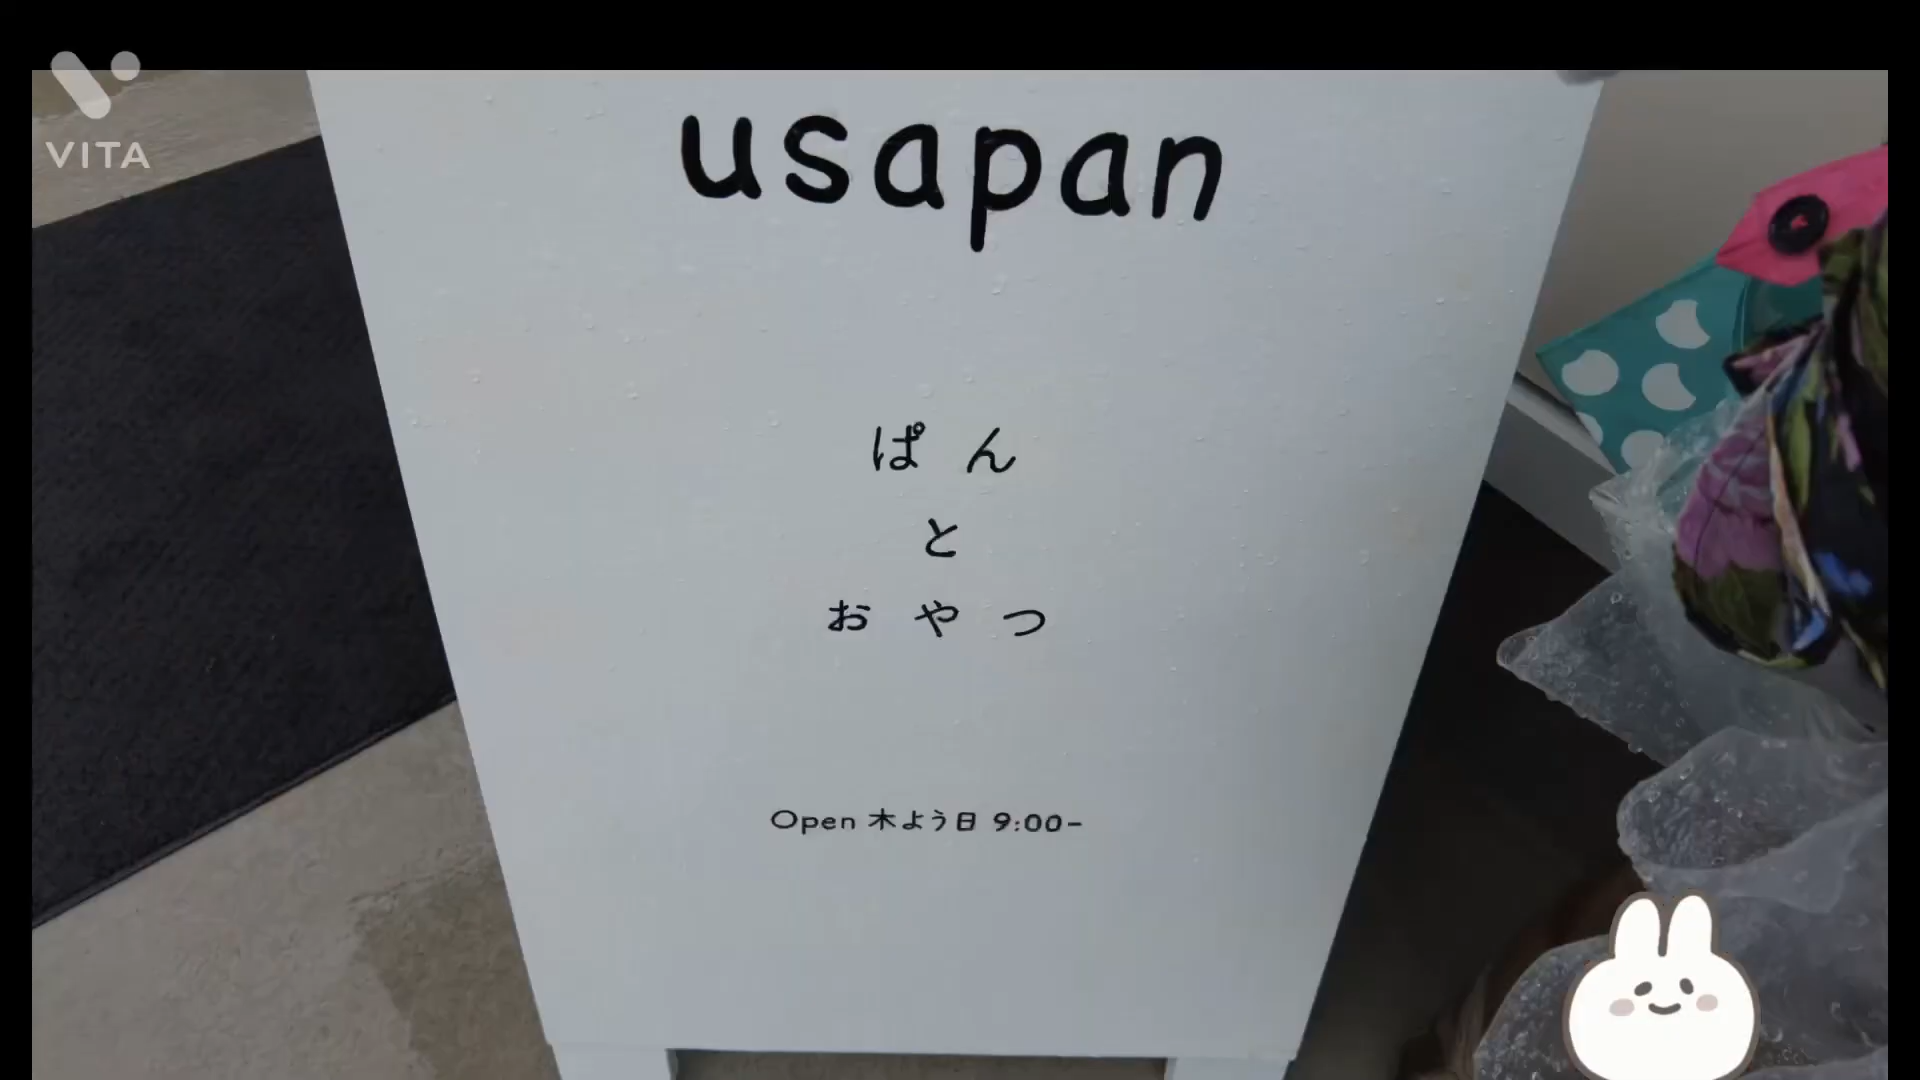 VITA
usapan
ぱん
と
おやつ
Open 木よう日 9:00-